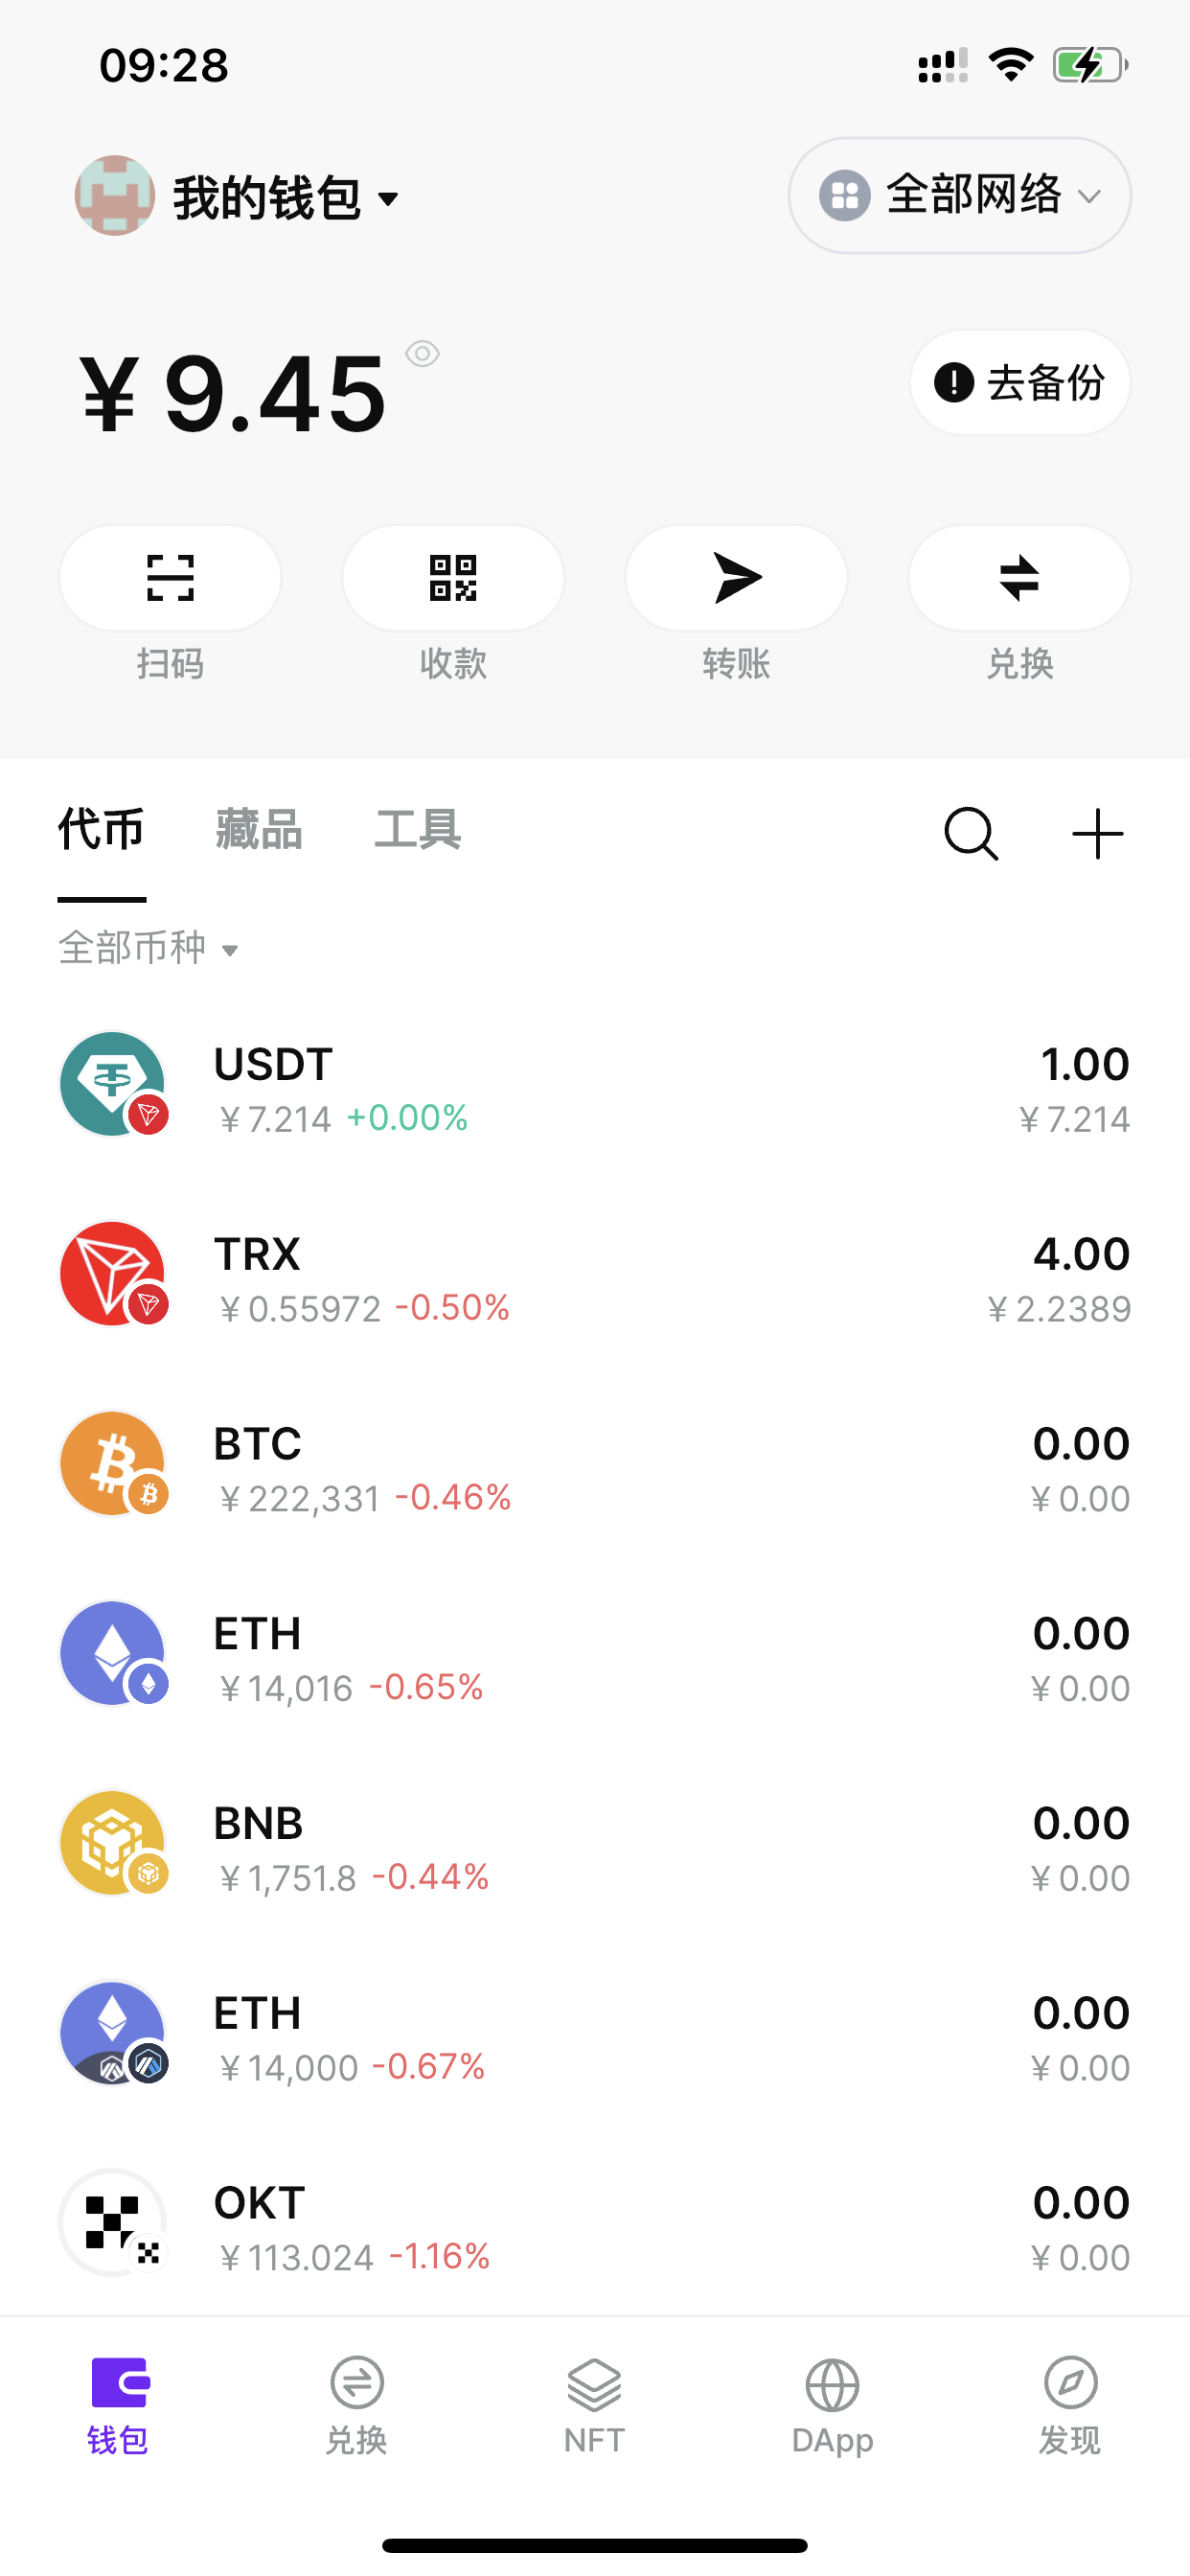 09:28
我的钱包
全部网络
¥ 9.45
去备份
扫码
收款
转账
兑换
代币 藏品 工具
全部币种
USDT 1.00
¥ 7.214 +0.00% ¥ 7.214
TRX 4.00
¥ 0.55972 -0.50% ¥ 2.2389
BTC 0.00
¥ 222,331 -0.46% ¥ 0.00
ETH 0.00
¥ 14,016 -0.65% ¥ 0.00
BNB 0.00
¥ 1,751.8 -0.44% ¥ 0.00
ETH 0.00
¥ 14,000 -0.67% ¥ 0.00
OKT 0.00
¥ 113.024 -1.16% ¥ 0.00
钱包 兑换 NFT DApp 发现